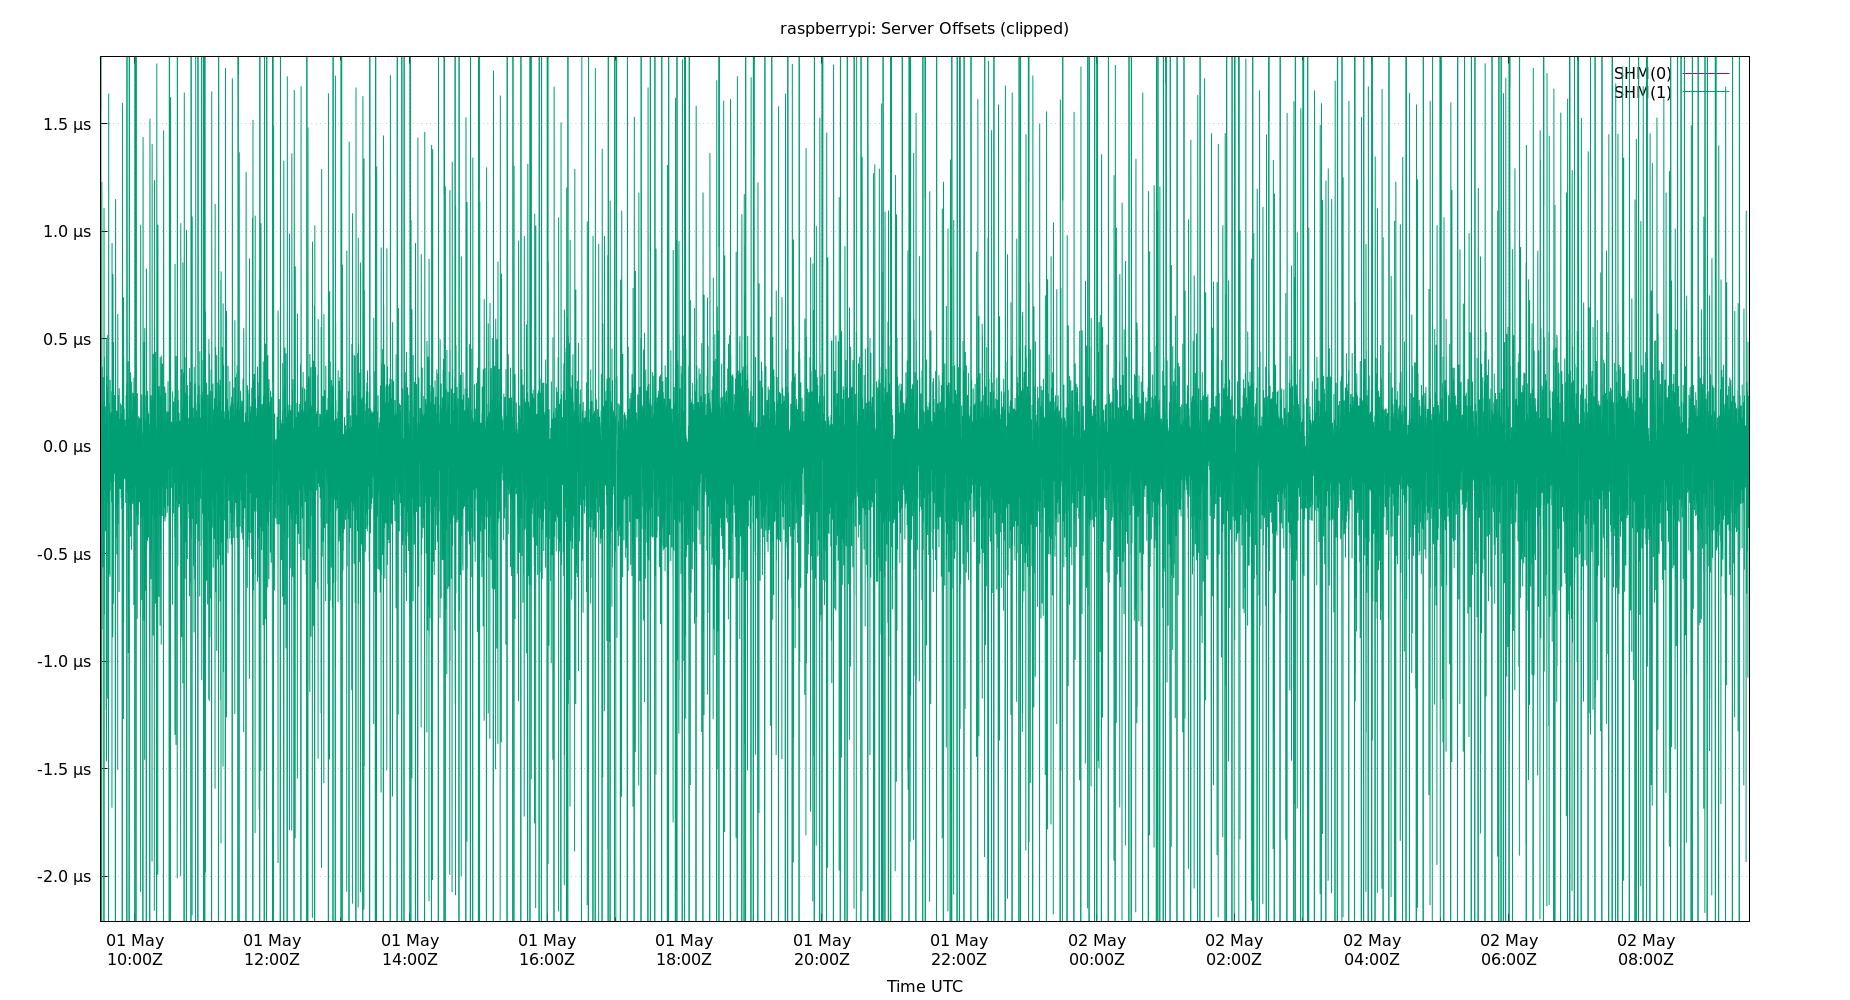 raspberrypi: Server Offsets (clipped)
SHM(0)
SHM(1)
1.5 µs
1.0 µs
0.5 µs
0.0 µs
-0.5 µs
-1.0 µs
-1.5 µs
-2.0 µs
01 May 01 May 01 May 01 May 01 May 01 May 01 May 02 May 02 May 02 May 02 May 02 May
10:00Z 12:00Z 14:00Z 16:00Z 18:00Z 20:00Z 22:00Z 00:00Z 02:00Z 04:00Z 06:00Z 08:00Z
Time UTC